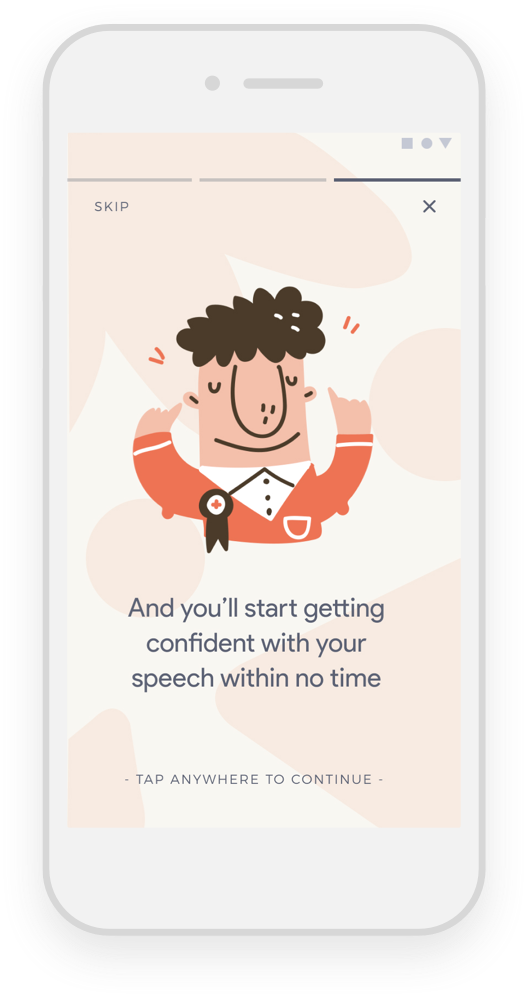 SKIP
And you’ll start getting
confident with your
speech within no time
- TAP ANYWHERE TO CONTINUE -